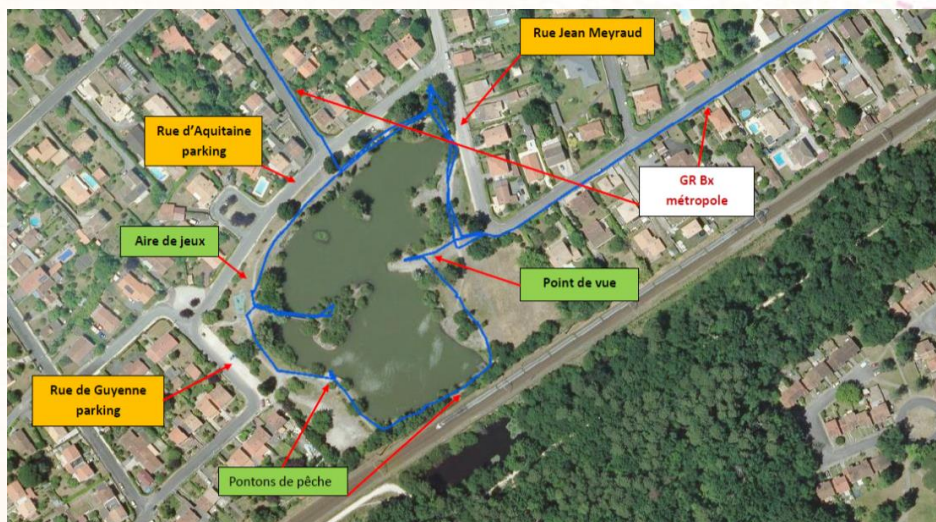 Rue Jean Meyraud
Rue d’Aquitaine
parking
GR Bx
métropole
Aire de jeux
Point de vue
Rue de Guyenne
parking
Pontons de pêche